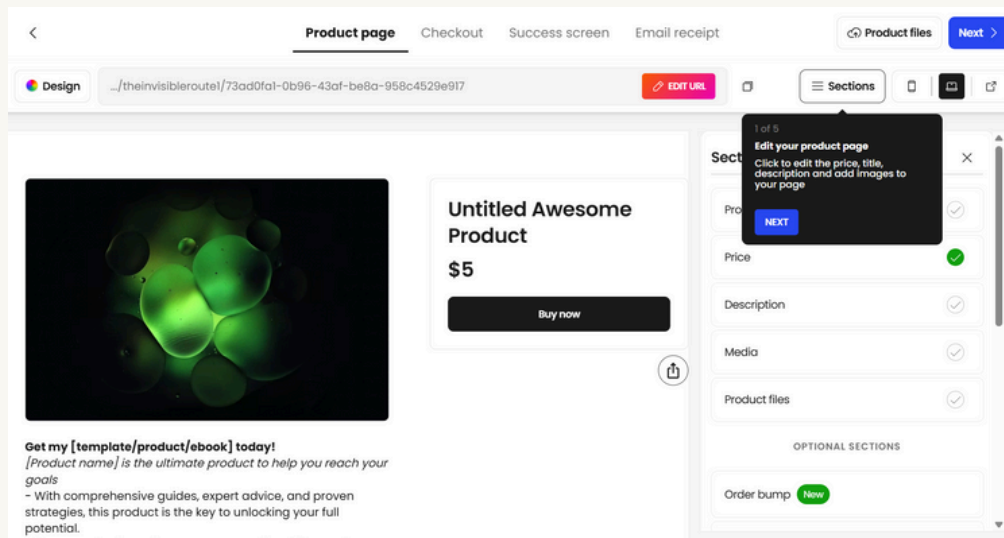 Product page
Checkout
Success screen
Email receipt
Product files
Next
Design
.../theinvisibleroute1/73ad0fa1-0b96-43af-be8a-958c4529e917
EDIT URL
Sections
1 of 5
Edit your product page
Click to edit the price, title,
description and add images to
your page
NEXT
Untitled Awesome
Product
$5
Buy now
Sect
Pro
Price
Description
Media
Product files
OPTIONAL SECTIONS
Order bump New
Get my [template/product/ebook] today!
[Product name] is the ultimate product to help you reach your
goals
- With comprehensive guides, expert advice, and proven
strategies, this product is the key to unlocking your full
potential.